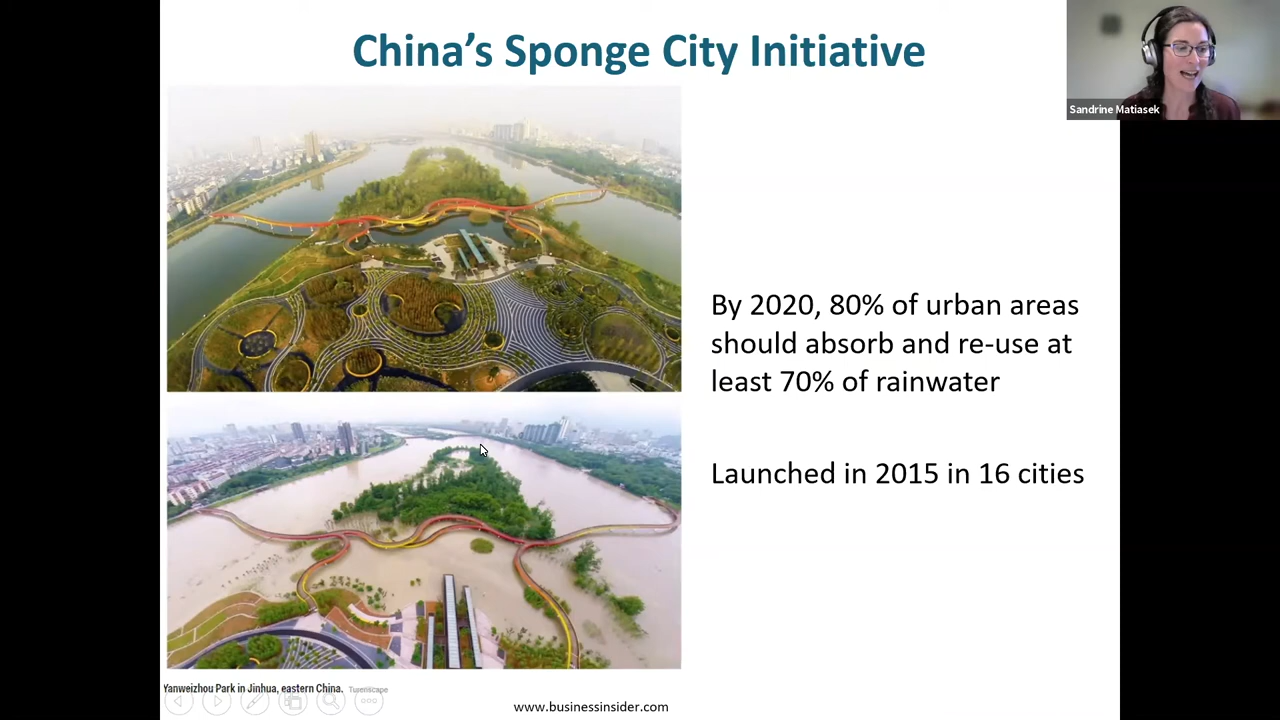 China's Sponge City Initiative
Sandrine Matiasek
By 2020, 80% of urban areas
should absorb and re-use at
least 70% of rainwater
Launched in 2015 in 16 cities
Yanweizhou Park in Jinhua, eastern China. Turenscape
www.businessinsider.com